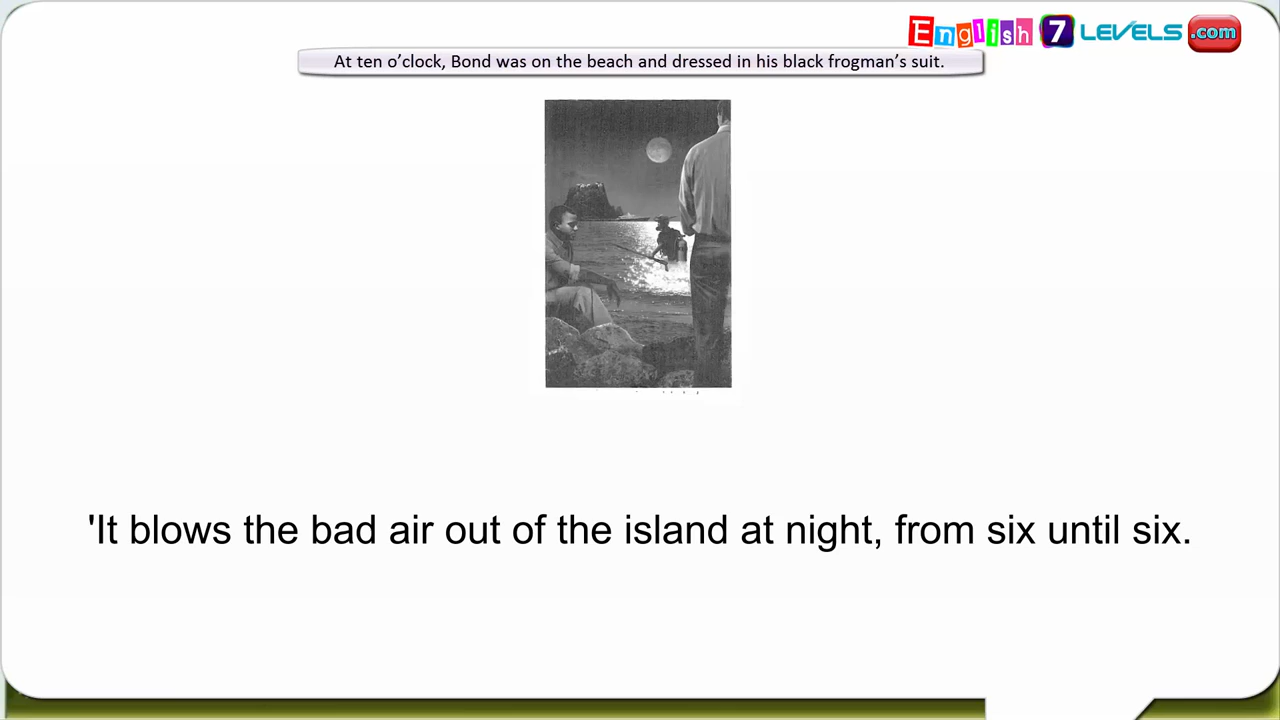 English 7 LEVELS .com
At ten o’clock, Bond was on the beach and dressed in his black frogman’s suit.
'It blows the bad air out of the island at night, from six until six.